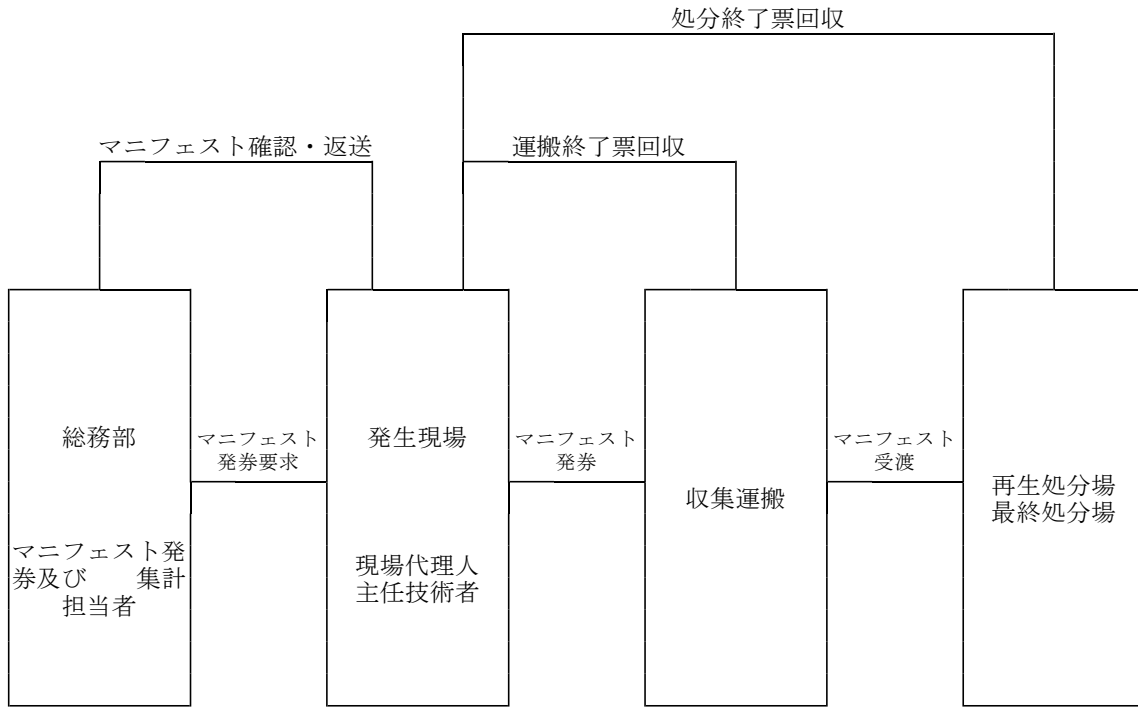 処分終了票回収
マニフェスト確認・返送
運搬終了票回収
総務部
マニフェスト発
券及び　　集計
担当者
マニフェスト
発券要求
発生現場
現場代理人
主任技術者
マニフェスト
発券
収集運搬
マニフェスト
受渡
再生処分場
最終処分場